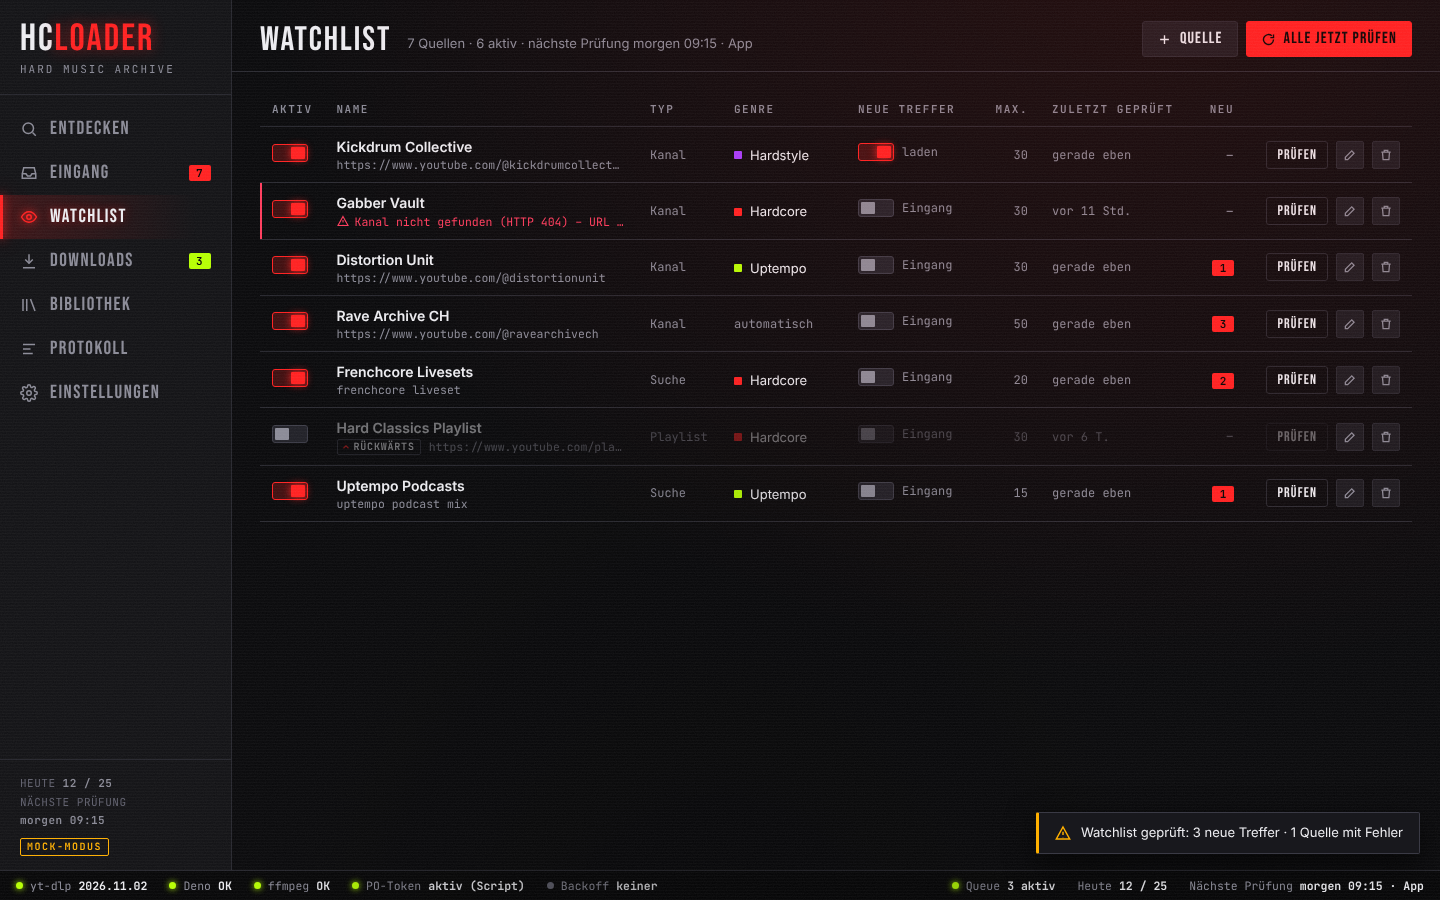 HCLOADER
HARD MUSIC ARCHIVE
ENTDECKEN
EINGANG 7
WATCHLIST
DOWNLOADS 3
BIBLIOTHEK
PROTOKOLL
EINSTELLUNGEN
HEUTE 12 / 25
NÄCHSTE PRÜFUNG
morgen 09:15
MOCK-MODUS
WATCHLIST 7 Quellen · 6 aktiv · nächste Prüfung morgen 09:15 · App
+ QUELLE
ALLE JETZT PRÜFEN
AKTIV NAME TYP GENRE NEUE TREFFER MAX. ZULETZT GEPRÜFT NEU
Kickdrum Collective
https://www.youtube.com/@kickdrumcollect…
Kanal Hardstyle laden 30 gerade eben – PRÜFEN
Gabber Vault
Kanal nicht gefunden (HTTP 404) – URL …
Kanal Hardcore Eingang 30 vor 11 Std. – PRÜFEN
Distortion Unit
https://www.youtube.com/@distortionunit
Kanal Uptempo Eingang 30 gerade eben 1 PRÜFEN
Rave Archive CH
https://www.youtube.com/@ravearchivech
Kanal automatisch Eingang 50 gerade eben 3 PRÜFEN
Frenchcore Livesets
frenchcore liveset
Suche Hardcore Eingang 20 gerade eben 2 PRÜFEN
Hard Classics Playlist
RÜCKWÄRTS https://www.youtube.com/pla…
Playlist Hardcore Eingang 30 vor 6 T. – PRÜFEN
Uptempo Podcasts
uptempo podcast mix
Suche Uptempo Eingang 15 gerade eben 1 PRÜFEN
Watchlist geprüft: 3 neue Treffer · 1 Quelle mit Fehler
yt-dlp 2026.11.02 Deno OK ffmpeg OK PO-Token aktiv (Script) Backoff keiner Queue 3 aktiv Heute 12 / 25 Nächste Prüfung morgen 09:15 · App